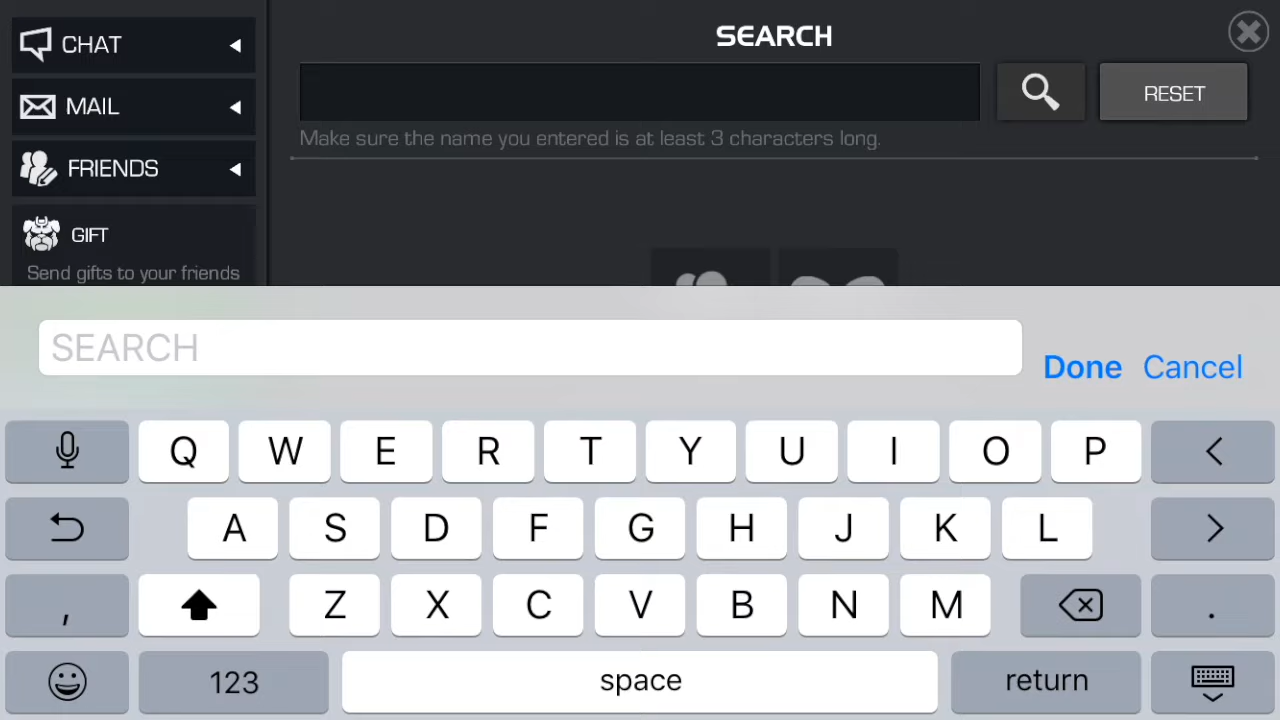 CHAT
MAIL
FRIENDS
GIFT
Send gifts to your friends
SEARCH
RESET
Make sure the name you entered is at least 3 characters long.
SEARCH
Done Cancel
Q W E R T Y U I O P <
A S D F G H J K L >
, Z X C V B N M .
123 space return